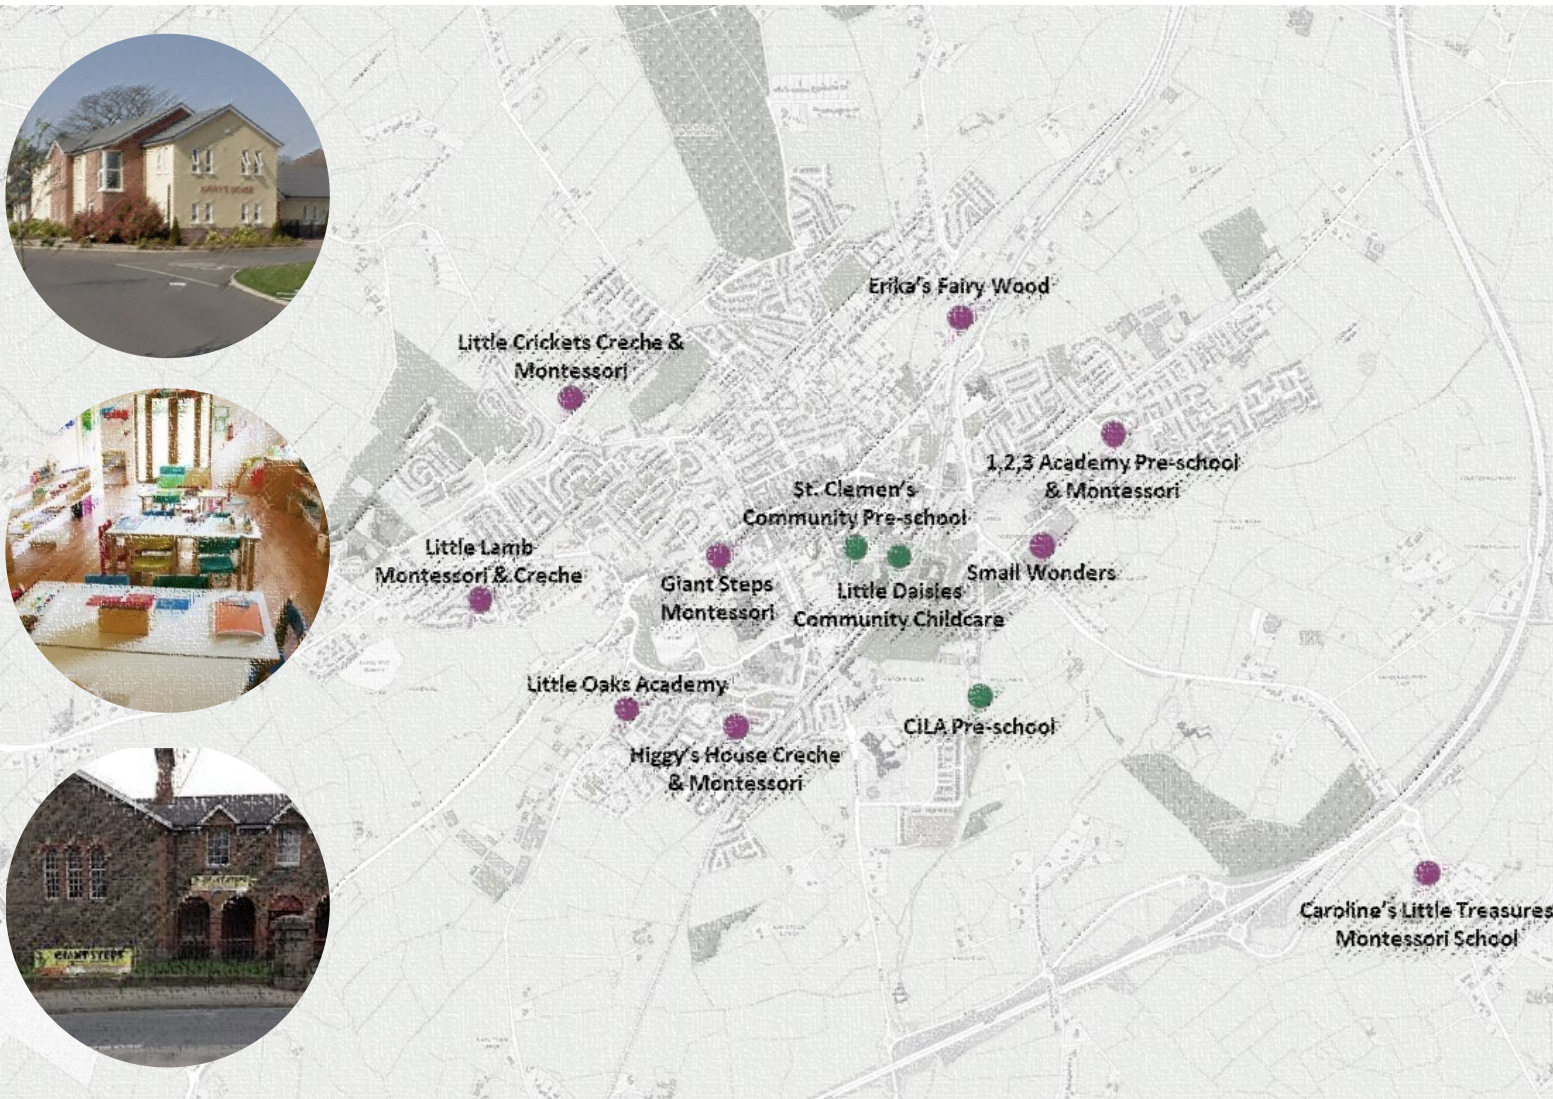 Erika's Fairy Wood
Little Crickets Creche &
Montessori
1,2,3 Academy Pre-school
& Montessori
St. Clemen's
Community Pre-school
Little Lamb
Montessori & Creche
Giant Steps
Montessori
Little Daisies
Community Childcare
Small Wonders
Little Oaks Academy
CILA Pre-school
Higgy's House Creche
& Montessori
Caroline's Little Treasures
Montessori School
GIANT STEPS